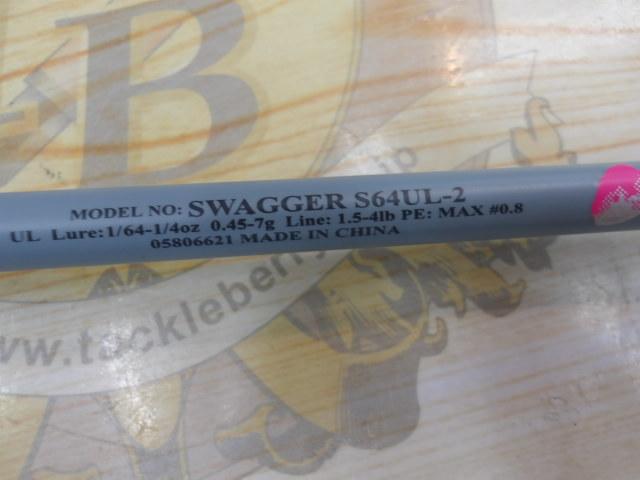 B
MODEL NO: SWAGGER S64UL-2
UL Lure:1/64-1/4oz 0.45-7g Line: 1.5-4lb PE: MAX #0.8
05806621 MADE IN CHINA
www.tackleberry.jp